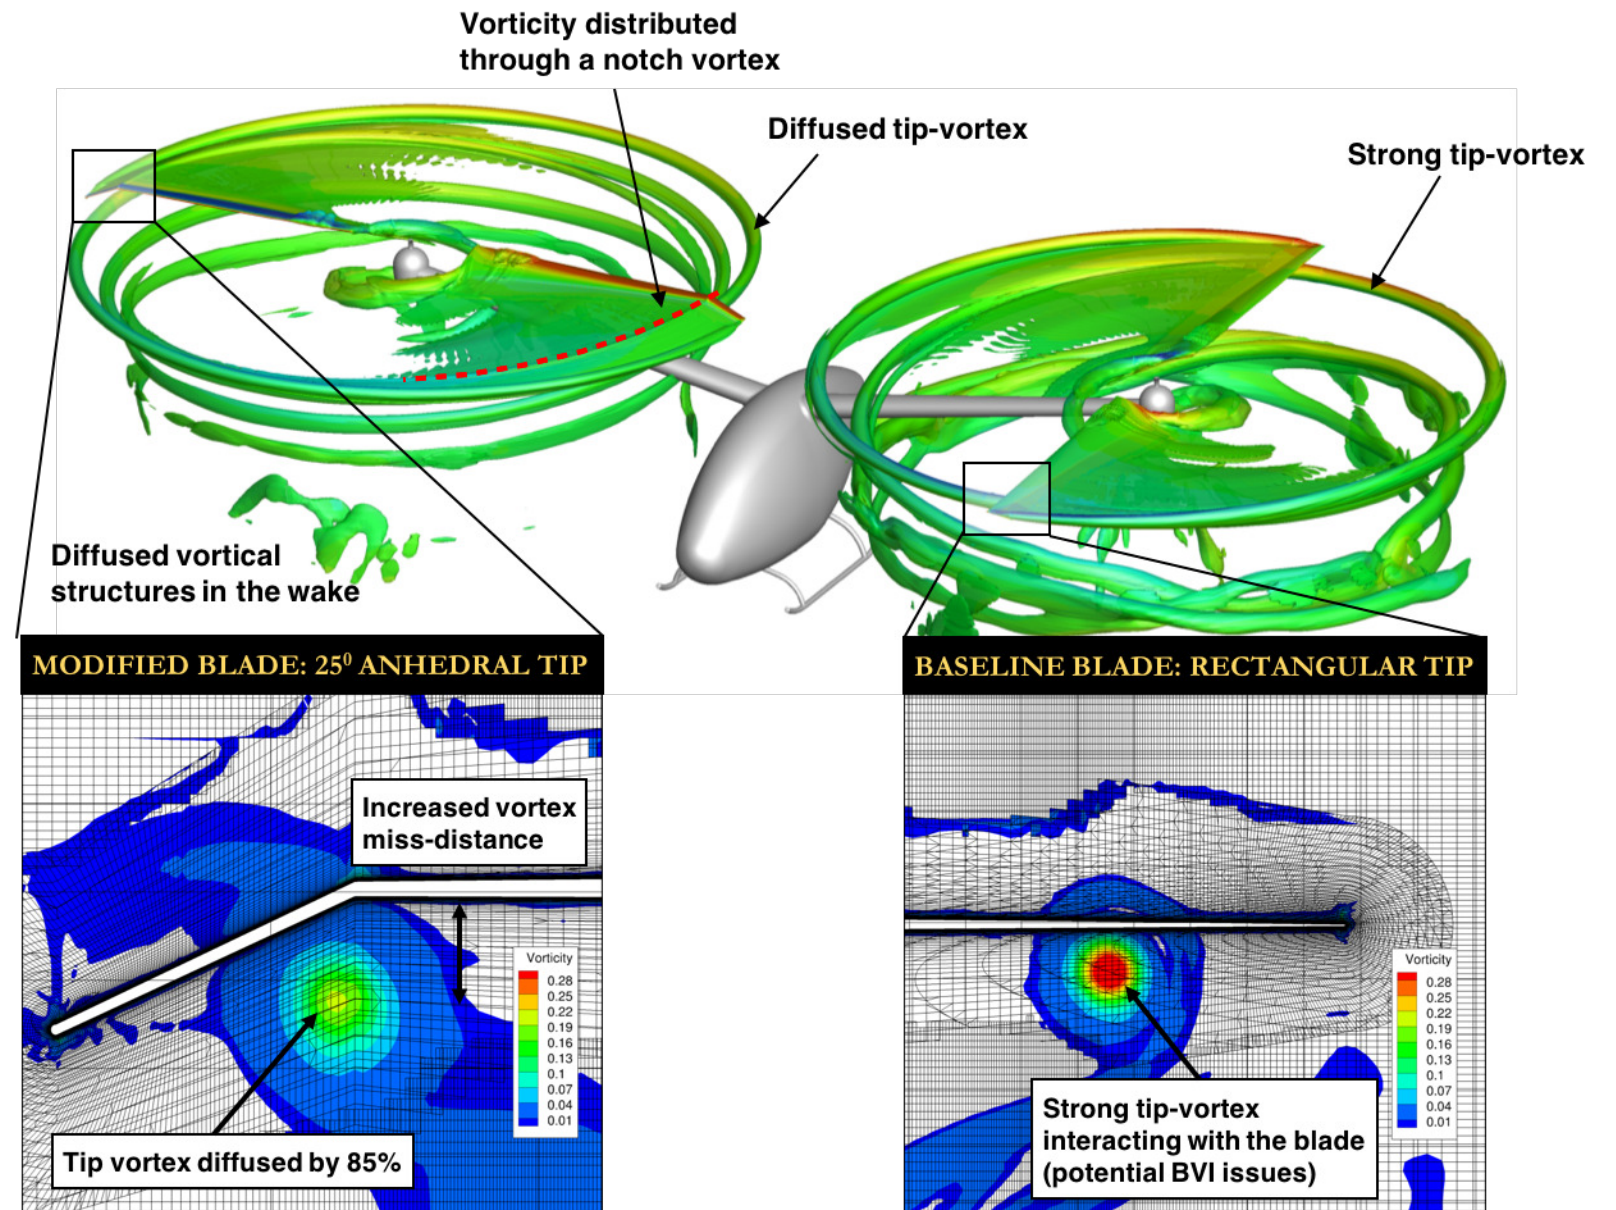 Vorticity distributed
through a notch vortex
Diffused tip-vortex
Strong tip-vortex
Diffused vortical
structures in the wake
MODIFIED BLADE: 25⁰ ANHEDRAL TIP
BASELINE BLADE: RECTANGULAR TIP
Increased vortex
miss-distance
Vorticity
0.28
0.25
0.22
0.19
0.16
0.13
0.1
0.07
0.04
0.01
Tip vortex diffused by 85%
Vorticity
0.28
0.25
0.22
0.19
0.16
0.13
0.1
0.07
0.04
0.01
Strong tip-vortex
interacting with the blade
(potential BVI issues)